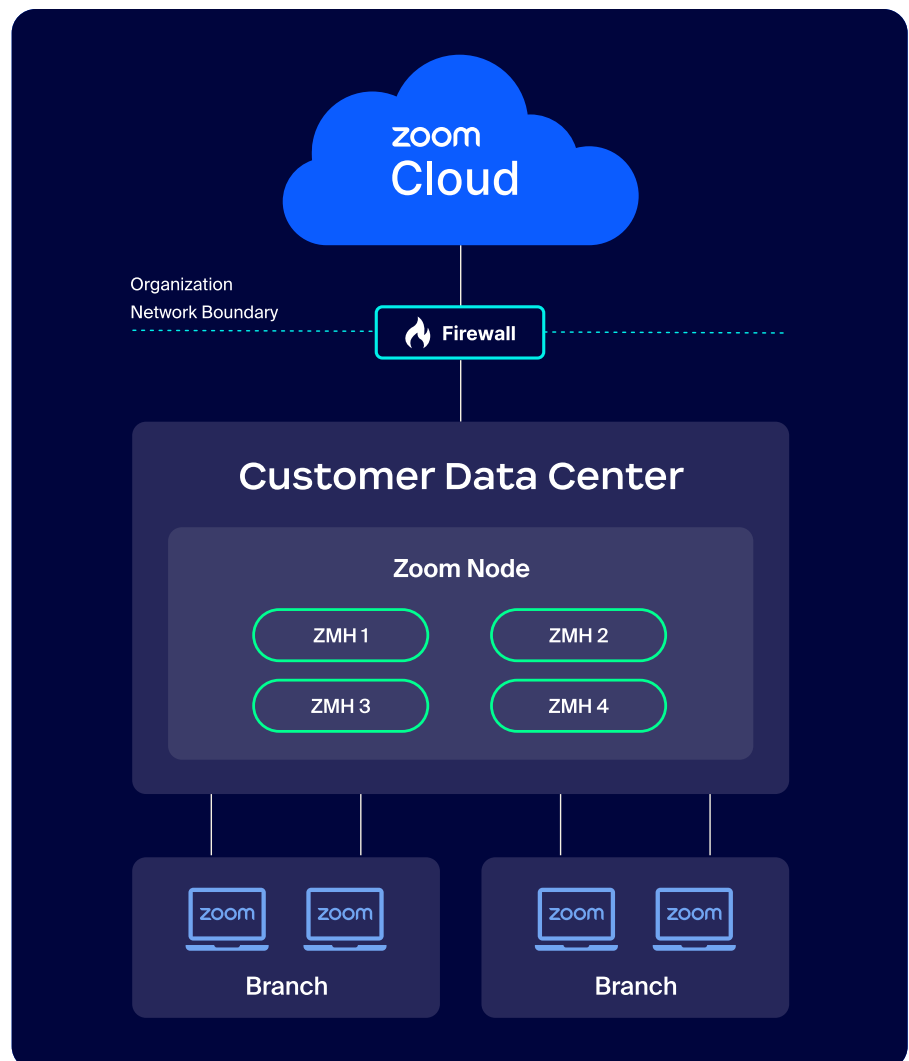 zoom
Cloud
Organization
Network Boundary
Firewall
Customer Data Center
Zoom Node
ZMH 1
ZMH 2
ZMH 3
ZMH 4
zoom
zoom
zoom
zoom
Branch
Branch